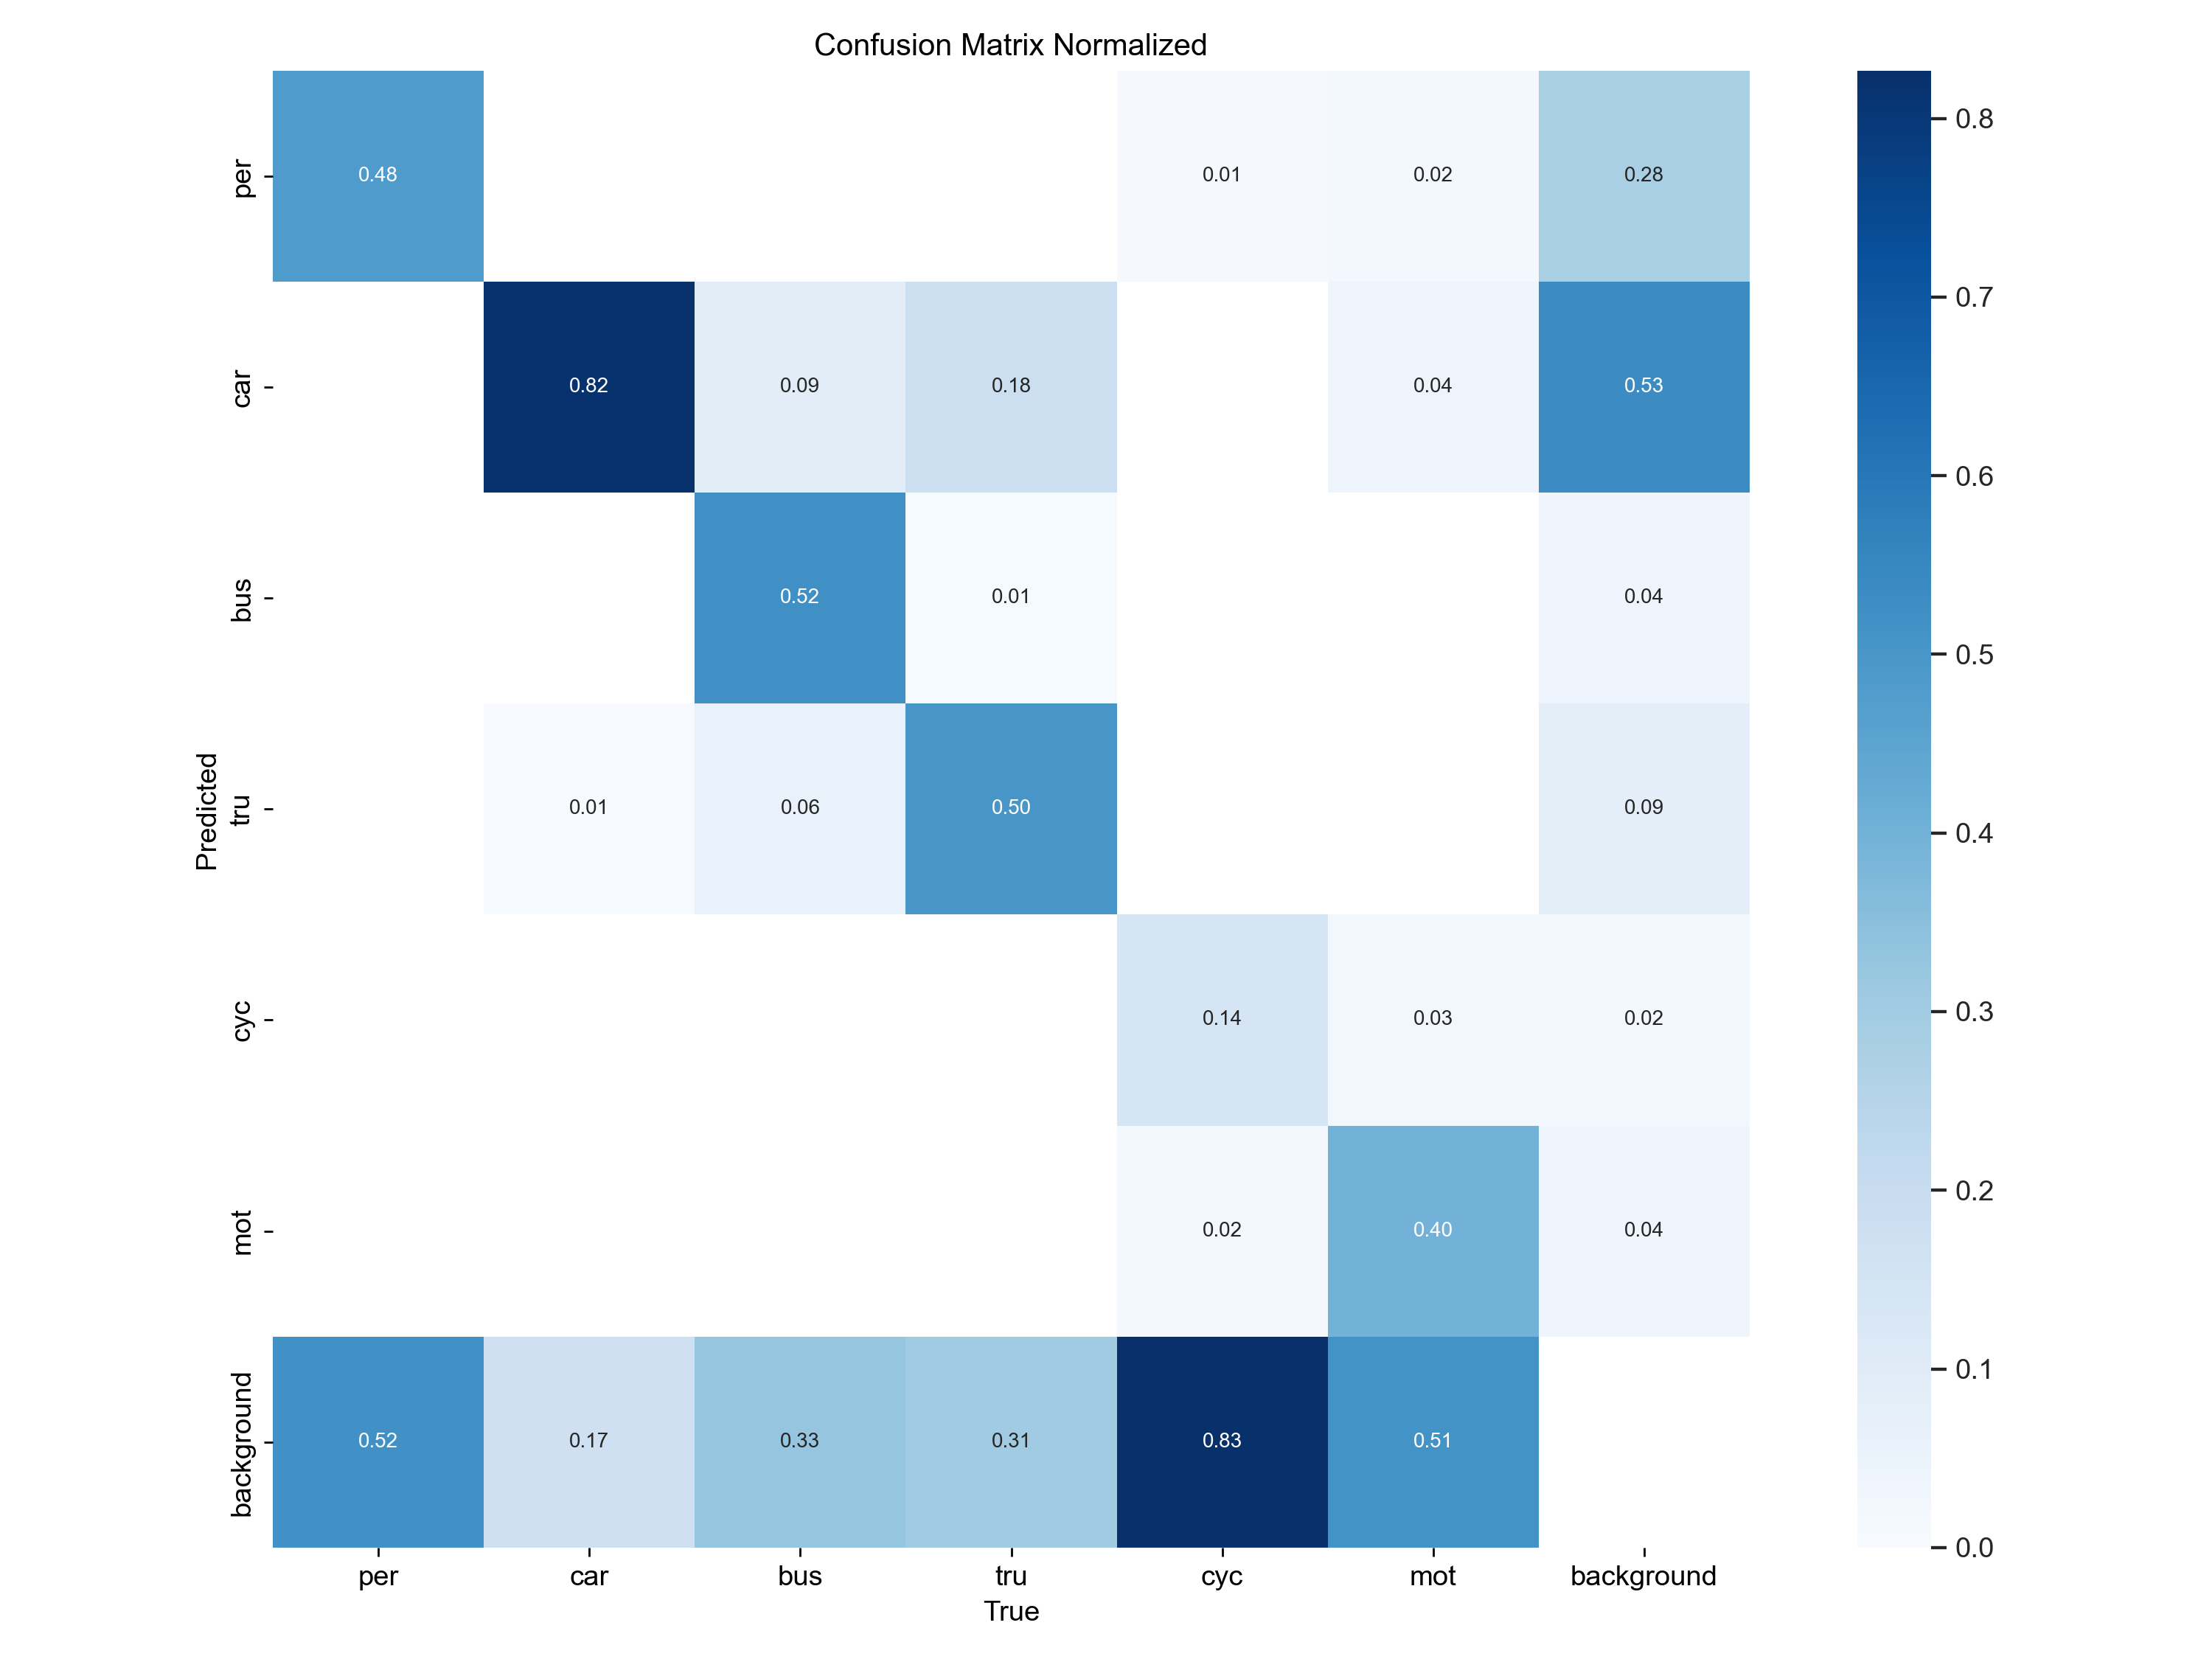 Confusion Matrix Normalized
per 0.48 0.01 0.02 0.28
car 0.82 0.09 0.18 0.04 0.53
bus 0.52 0.01 0.04
tru 0.01 0.06 0.50 0.09
cyc 0.14 0.03 0.02
mot 0.02 0.40 0.04
background 0.52 0.17 0.33 0.31 0.83 0.51
Predicted
per car bus tru cyc mot background
True
0.8
0.7
0.6
0.5
0.4
0.3
0.2
0.1
0.0